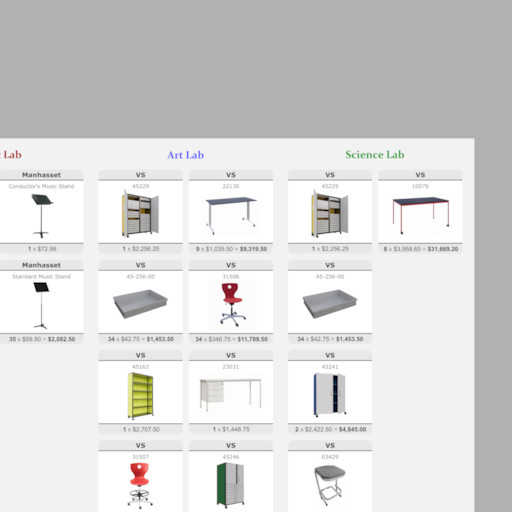 Lab
Art Lab
Science Lab
Manhasset
Conductor's Music Stand
1 x $72.99
VS
45229
1 x $2,256.25
VS
22130
9 x $1,035.50 = $9,319.50
VS
45229
1 x $2,256.25
VS
10075
8 x $3,958.65 = $31,669.20
Manhasset
Standard Music Stand
35 x $59.50 = $2,082.50
VS
45-256-00
34 x $42.75 = $1,453.50
VS
31506
34 x $346.75 = $11,789.50
VS
45-256-00
34 x $42.75 = $1,453.50
VS
45163
1 x $2,707.50
VS
23031
1 x $1,448.75
VS
45241
2 x $2,422.50 = $4,845.00
VS
31507
VS
45246
VS
03429